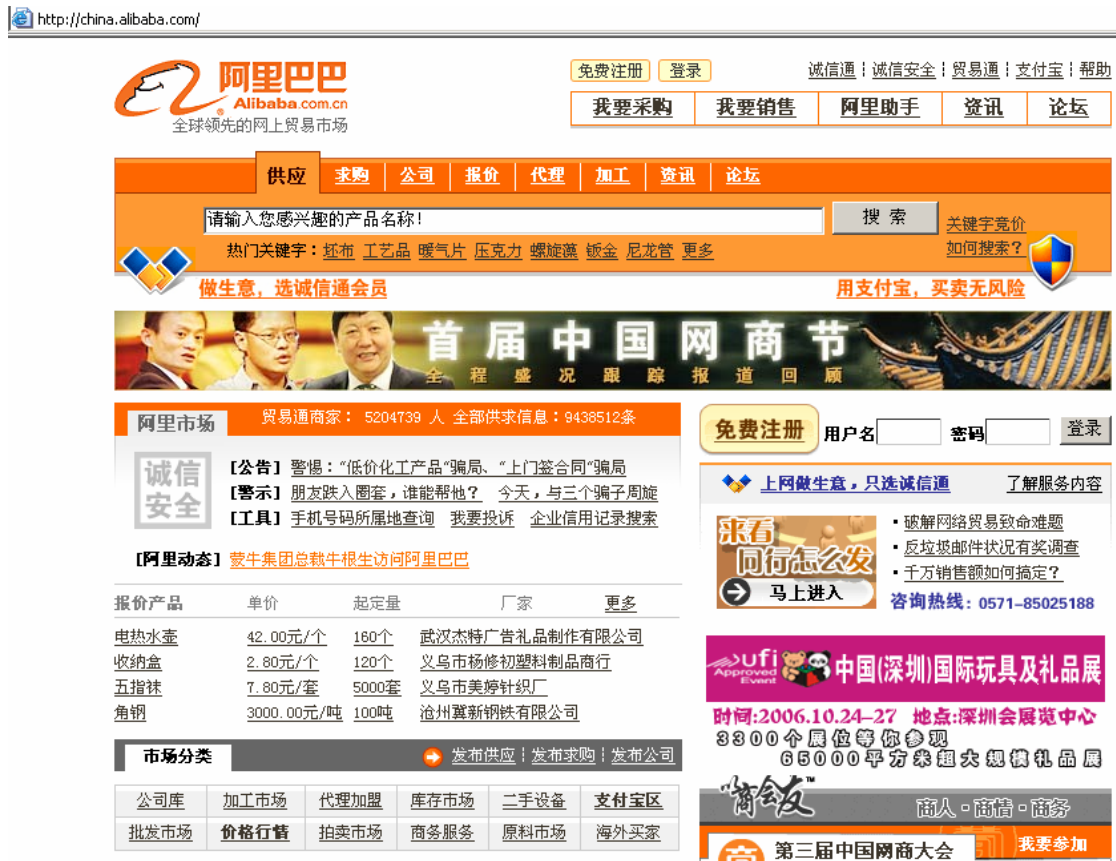 http://china.alibaba.com/
阿里巴巴
Alibaba.com.cn
全球领先的网上贸易市场
免费注册 登录
诚信通 诚信安全 贸易通 支付宝 帮助
我要采购 我要销售 阿里助手 资讯 论坛
供应 求购 公司 报价 代理 加工 资讯 论坛
请输入您感兴趣的产品名称!
搜 索
关键字竞价
热门关键字：坯布 工艺品 暖气片 压克力 螺旋藻 钣金 尼龙管 更多
如何搜索?
做生意，选诚信通会员
用支付宝，买卖无风险
首届中国网商节
全程盛况跟踪报道回顾
阿里市场
贸易通商家： 5204739 人 全部供求信息：9438512条
诚信安全
[公告] 警惕：“低价化工产品”骗局、“上门签合同”骗局
[警示] 朋友跌入圈套，谁能帮他? 今天，与三个骗子周旋
[工具] 手机号码所属地查询 我要投诉 企业信用记录搜索
[阿里动态] 蒙牛集团总裁牛根生访问阿里巴巴
报价产品 单价 起定量 厂家 更多
电热水壶 42.00元/个 160个 武汉杰特广告礼品制作有限公司
收纳盒 2.80元/个 120个 义乌市杨修初塑料制品商行
五指袜 7.80元/套 5000套 义乌市美婷针织厂
角钢 3000.00元/吨 100吨 沧州冀新钢铁有限公司
市场分类
发布供应 发布求购 发布公司
公司库 加工市场 代理加盟 库存市场 二手设备 支付宝区
批发市场 价格行情 拍卖市场 商务服务 原料市场 海外买家
免费注册 用户名 密码 登录
上网做生意，只选诚信通 了解服务内容
来看
同行怎么发
马上进入
破解网络贸易致命难题
反垃圾邮件状况有奖调查
千万销售额如何搞定?
咨询热线：0571-85025188
ufi
Approved
Event
中国(深圳)国际玩具及礼品展
时间:2006.10.24-27 地点:深圳会展览中心
3300个展位等你参观
65000平方米超大规模礼品展
商会友
商人 商情 商务
第三届中国网商大会
我要参加